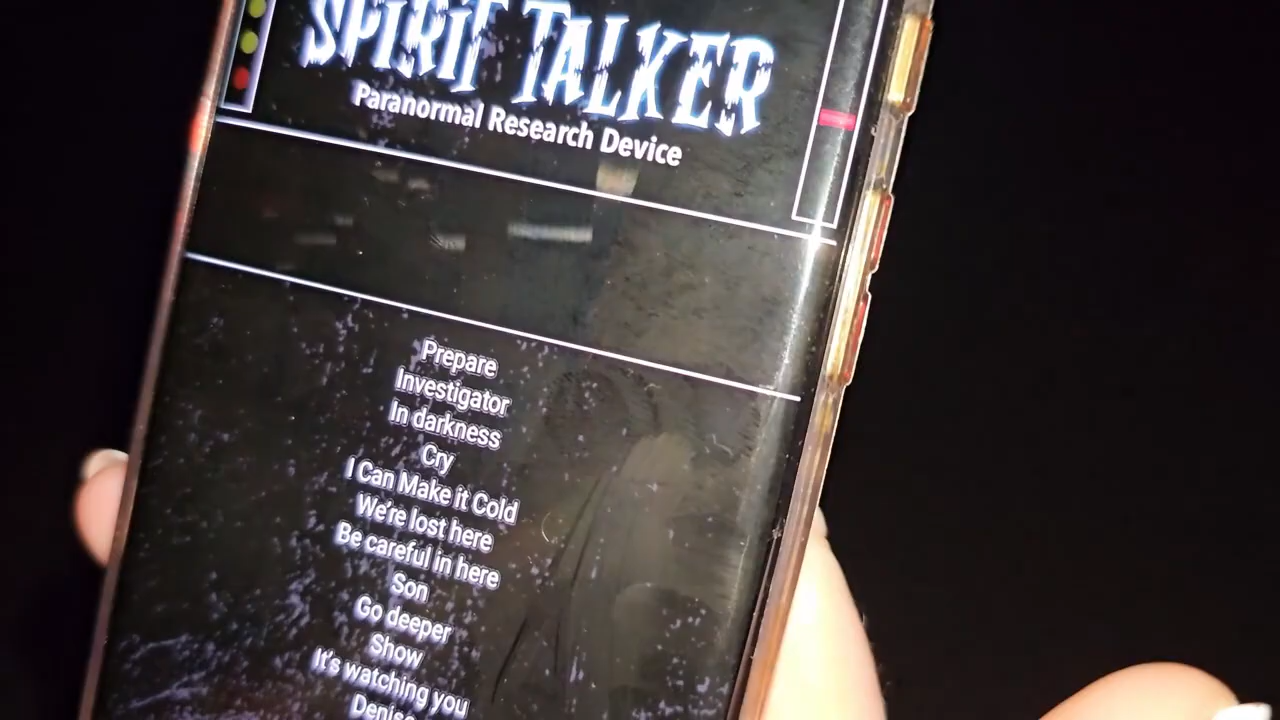 SPIRIT TALKER
Paranormal Research Device
Prepare
Investigator
In darkness
Cry
I Can Make it Cold
We're lost here
Be careful in here
Son
Go deeper
Show
It's watching you
Denise